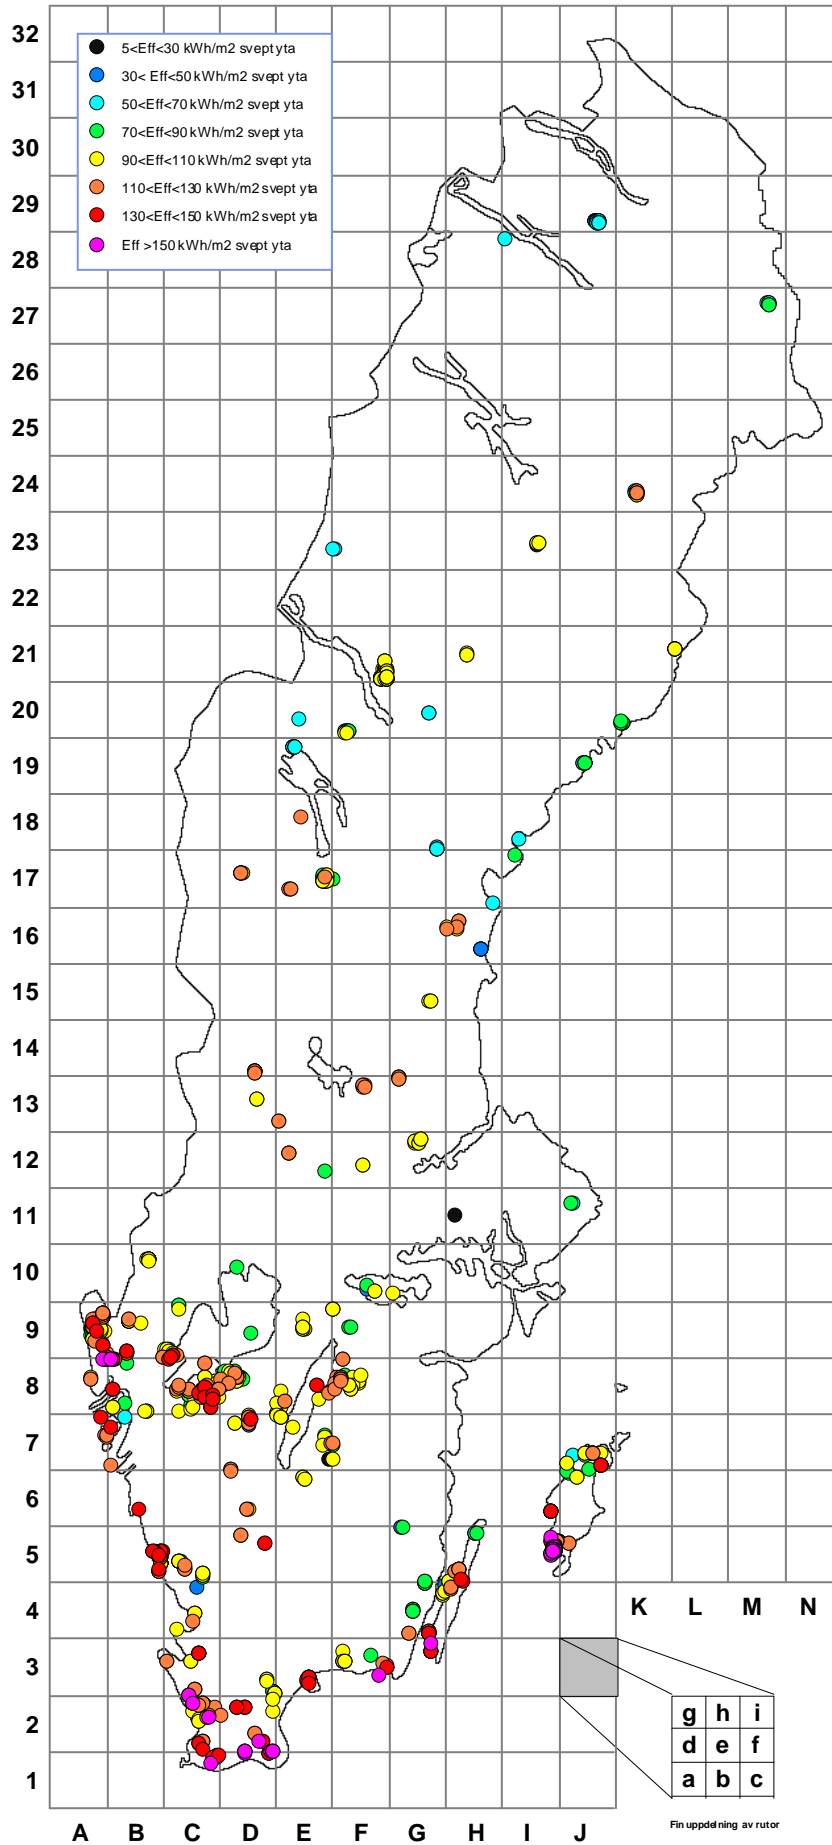 32
31
30
29
28
27
26
25
24
23
22
21
20
19
18
17
16
15
14
13
12
11
10
9
8
7
6
5
4
3
2
1
5<Eff<30 kWh/m2 svept yta
30< Eff<50 kWh/m2 svept yta
50<Eff<70 kWh/m2 svept yta
70<Eff<90 kWh/m2 svept yta
90<Eff<110 kWh/m2 svept yta
110<Eff<130 kWh/m2 svept yta
130<Eff<150 kWh/m2 svept yta
Eff >150 kWh/m2 svept yta
K L M N
g h i
d e f
a b c
Fin uppdelning av rutor
A B C D E F G H I J